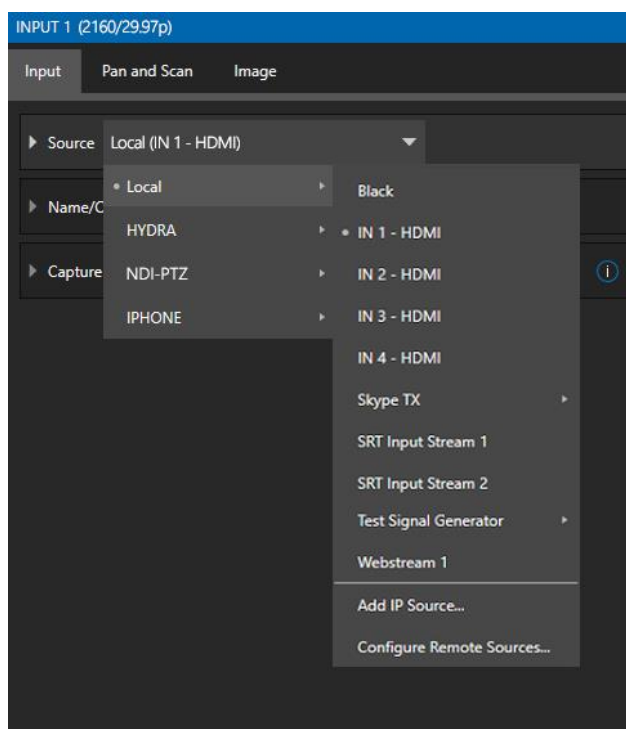 INPUT 1 (2160/29.97p)
Input Pan and Scan Image
Source Local (IN 1 - HDMI)
Local
Name/C
HYDRA
Capture
NDI-PTZ
IPHONE
Black
IN 1 - HDMI
IN 2 - HDMI
IN 3 - HDMI
IN 4 - HDMI
Skype TX
SRT Input Stream 1
SRT Input Stream 2
Test Signal Generator
Webstream 1
Add IP Source...
Configure Remote Sources...